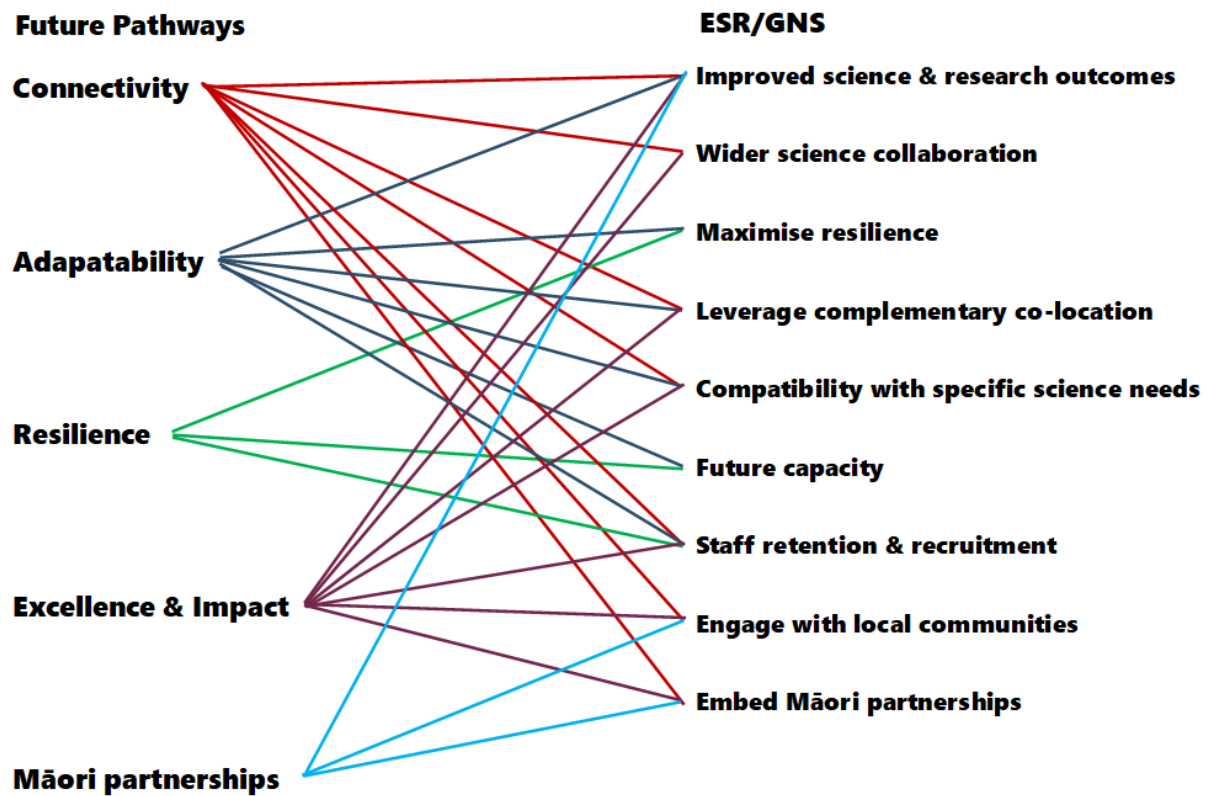 Future Pathways
Connectivity
Adapatability
Resilience
Excellence & Impact
Māori partnerships
ESR/GNS
Improved science & research outcomes
Wider science collaboration
Maximise resilience
Leverage complementary co-location
Compatibility with specific science needs
Future capacity
Staff retention & recruitment
Engage with local communities
Embed Māori partnerships